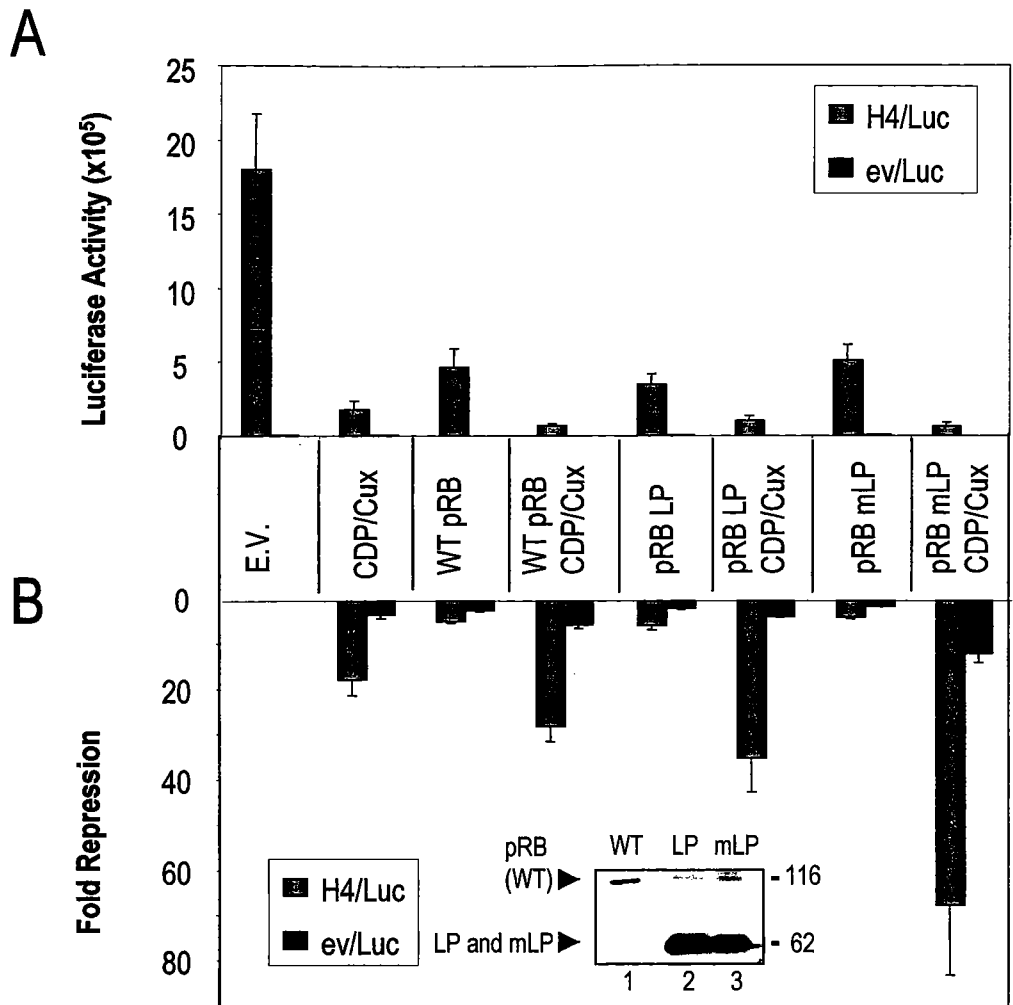 A
25
20
15
10
5
0
Luciferase Activity (x10⁵)
H4/Luc
ev/Luc
E.V.
CDP/Cux
WT pRB
WT pRB
CDP/Cux
pRB LP
pRB LP
CDP/Cux
pRB mLP
pRB mLP
CDP/Cux
B
0
20
40
60
80
Fold Repression
H4/Luc
ev/Luc
pRB
(WT)
WT LP mLP
- 116
LP and mLP
- 62
1 2 3